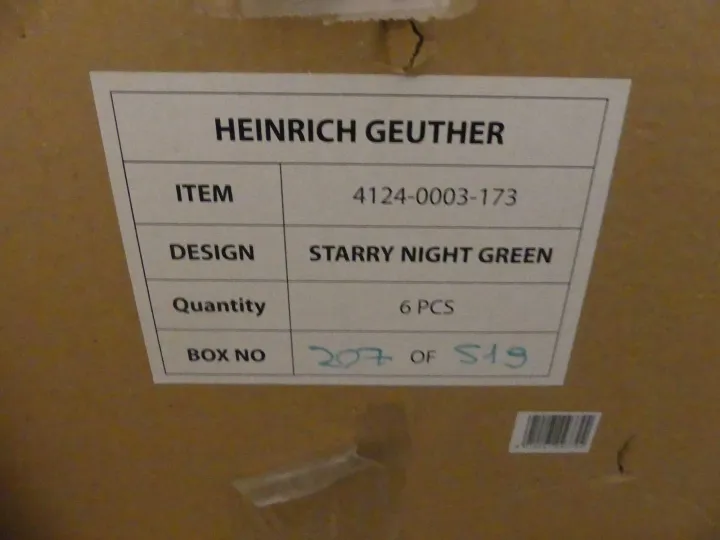 HEINRICH GEUTHER
ITEM 4124-0003-173
DESIGN STARRY NIGHT GREEN
Quantity 6 PCS
BOX NO 207 OF 519